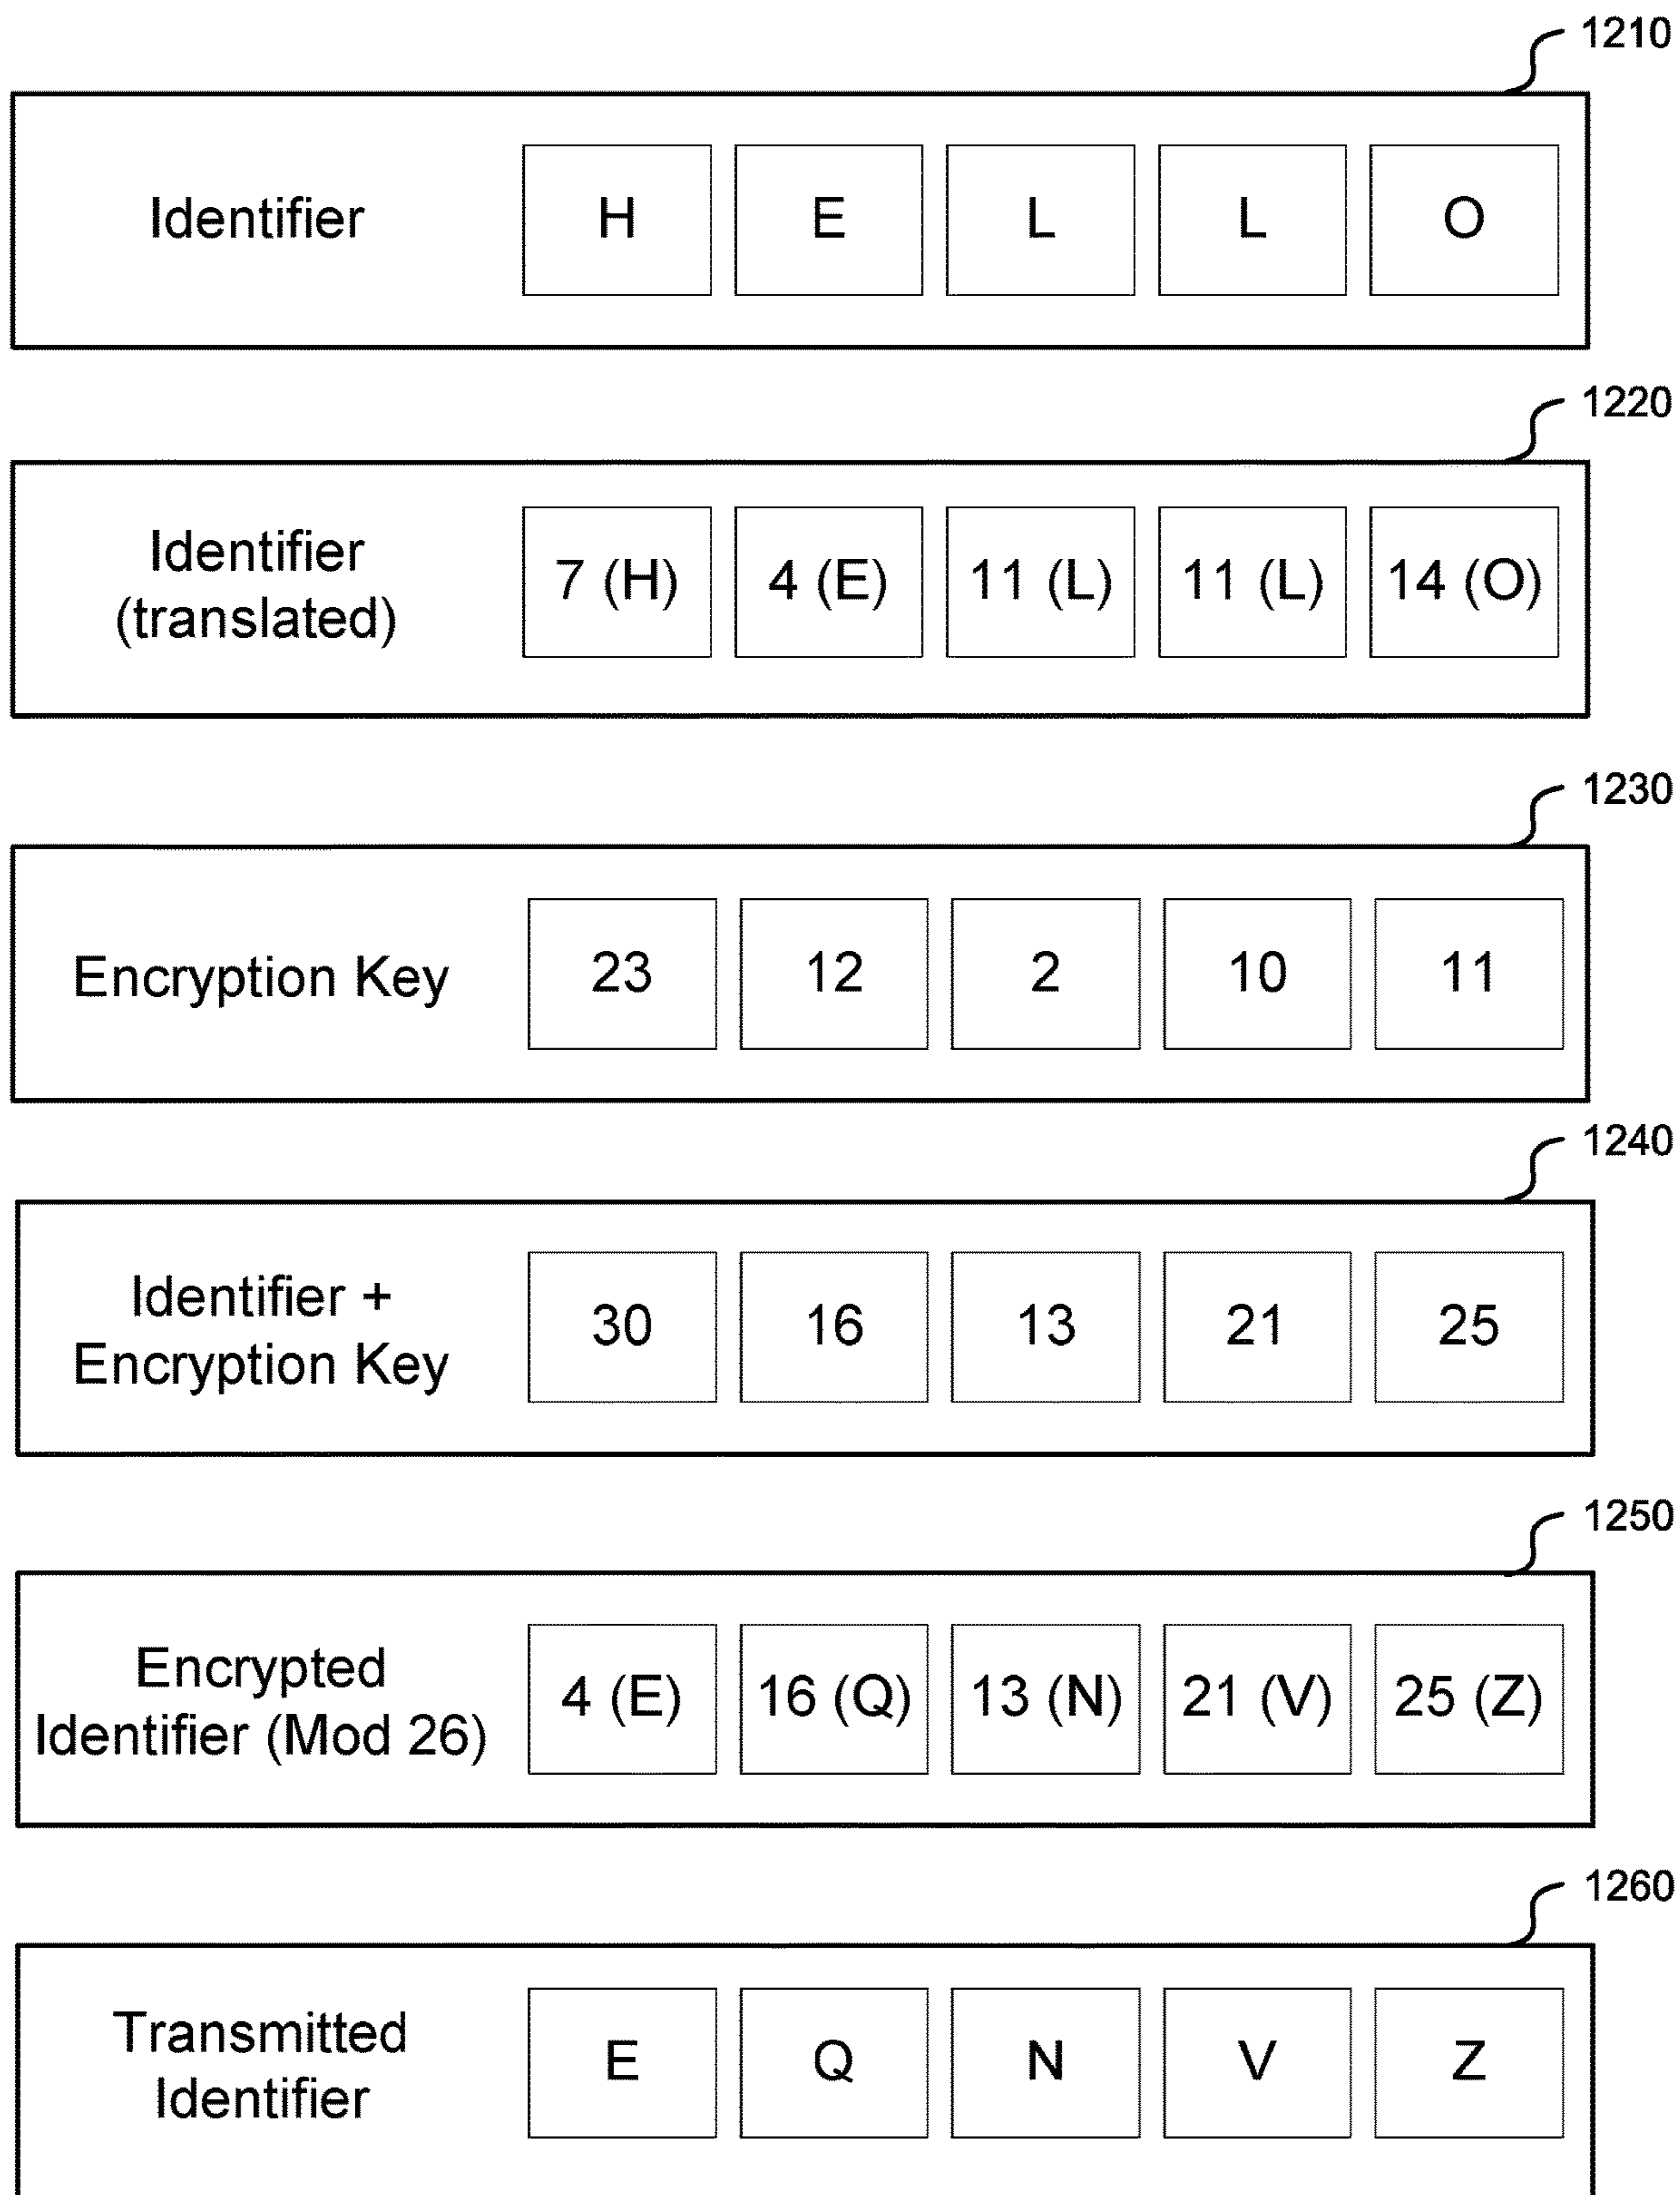 1210
Identifier H E L L O
1220
Identifier
(translated)
7 (H) 4 (E) 11 (L) 11 (L) 14 (O)
1230
Encryption Key 23 12 2 10 11
1240
Identifier +
Encryption Key
30 16 13 21 25
1250
Encrypted
Identifier (Mod 26)
4 (E) 16 (Q) 13 (N) 21 (V) 25 (Z)
1260
Transmitted
Identifier
E Q N V Z